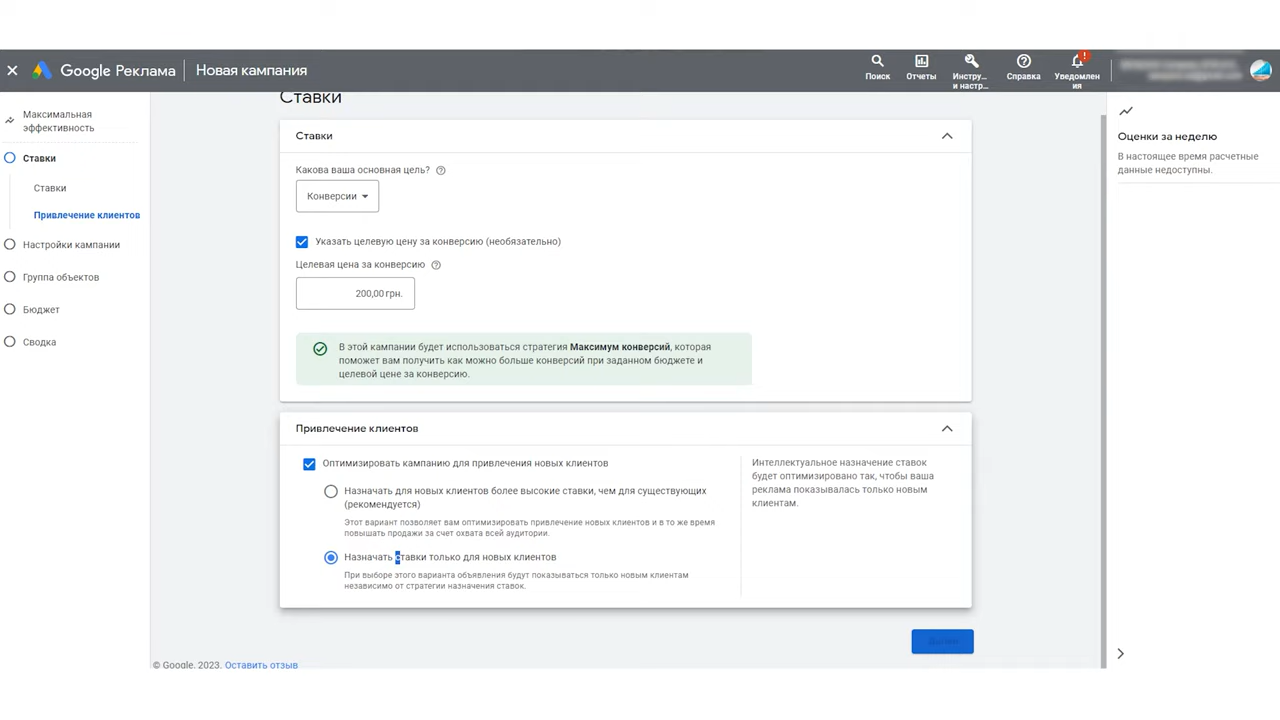 Google Реклама
Новая кампания
Поиск
Отчеты
Инстру...
и настр...
Справка
!
Уведомлен
ия
Максимальная
эффективность
Ставки
Ставки
Привлечение клиентов
Настройки кампании
Группа объектов
Бюджет
Сводка
Ставки
Ставки
Какова ваша основная цель?
Конверсии
Указать целевую цену за конверсию (необязательно)
Целевая цена за конверсию
200,00 грн.
В этой кампании будет использоваться стратегия Максимум конверсий, которая
поможет вам получить как можно больше конверсий при заданном бюджете и
целевой цене за конверсию.
Привлечение клиентов
Оптимизировать кампанию для привлечения новых клиентов
Назначать для новых клиентов более высокие ставки, чем для существующих
(рекомендуется)
Этот вариант позволяет вам оптимизировать привлечение новых клиентов и в то же время
повышать продажи за счет охвата всей аудитории.
Назначать ставки только для новых клиентов
При выборе этого варианта объявления будут показываться только новым клиентам
независимо от стратегии назначения ставок.
Интеллектуальное назначение ставок
будет оптимизировано так, чтобы ваша
реклама показывалась только новым
клиентам.
© Google, 2023. Оставить отзыв
Оценки за неделю
В настоящее время расчетные
данные недоступны.